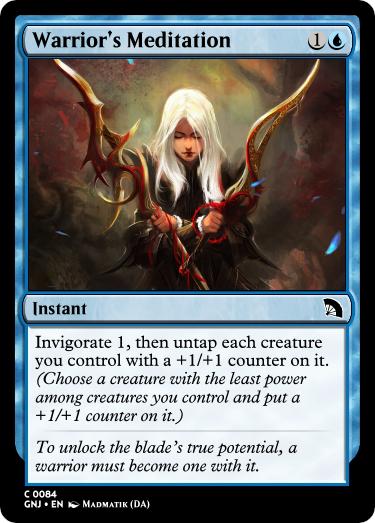 Warrior's Meditation 1
Instant
Invigorate 1, then untap each creature
you control with a +1/+1 counter on it.
(Choose a creature with the least power
among creatures you control and put a
+1/+1 counter on it.)
To unlock the blade's true potential, a
warrior must become one with it.
C 0084
GNJ • EN Madmatik (DA)